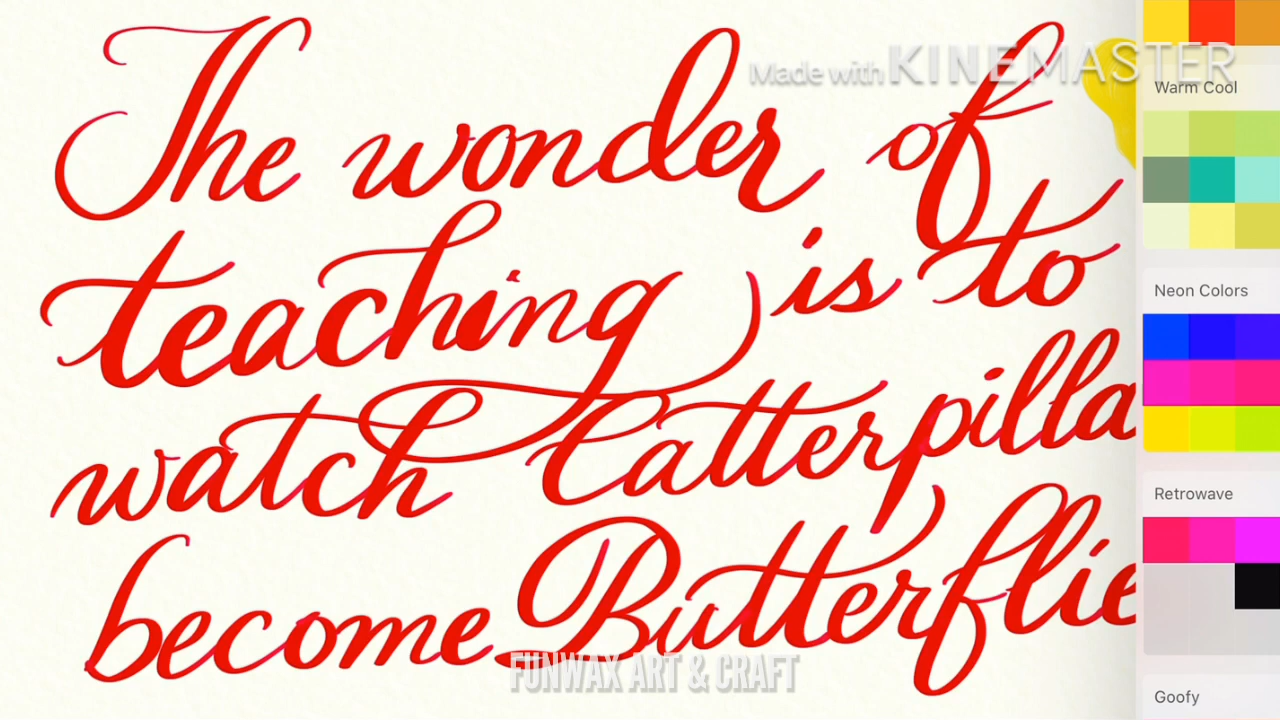 The wonder of
Made with KINEMASTER
Warm Cool
teaching is to
Neon Colors
watch Catterpilla
Retrowave
become Butterflie
FUNWAX ART & CRAFT
Goofy